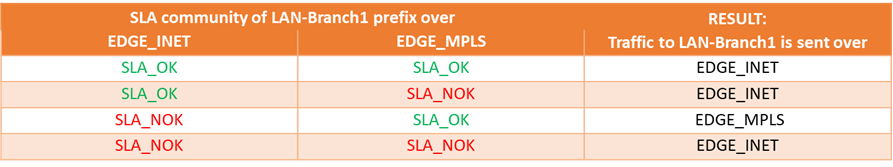 SLA community of LAN-Branch1 prefix over RESULT:
EDGE_INET EDGE_MPLS Traffic to LAN-Branch1 is sent over
SLA_OK SLA_OK EDGE_INET
SLA_OK SLA_NOK EDGE_INET
SLA_NOK SLA_OK EDGE_MPLS
SLA_NOK SLA_NOK EDGE_INET